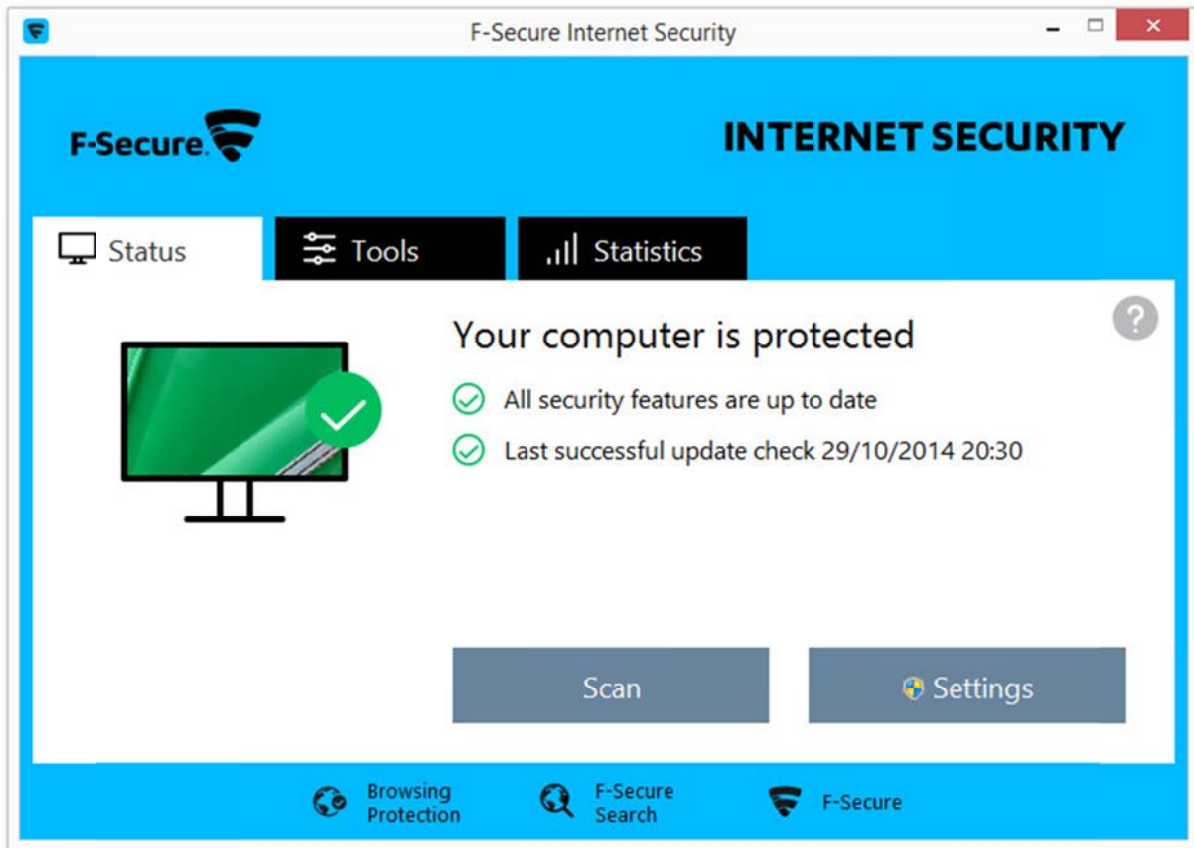 F-Secure Internet Security
F-Secure.
INTERNET SECURITY
Status
Tools
Statistics
Your computer is protected
?
All security features are up to date
Last successful update check 29/10/2014 20:30
Scan
Settings
Browsing
Protection
F-Secure
Search
F-Secure